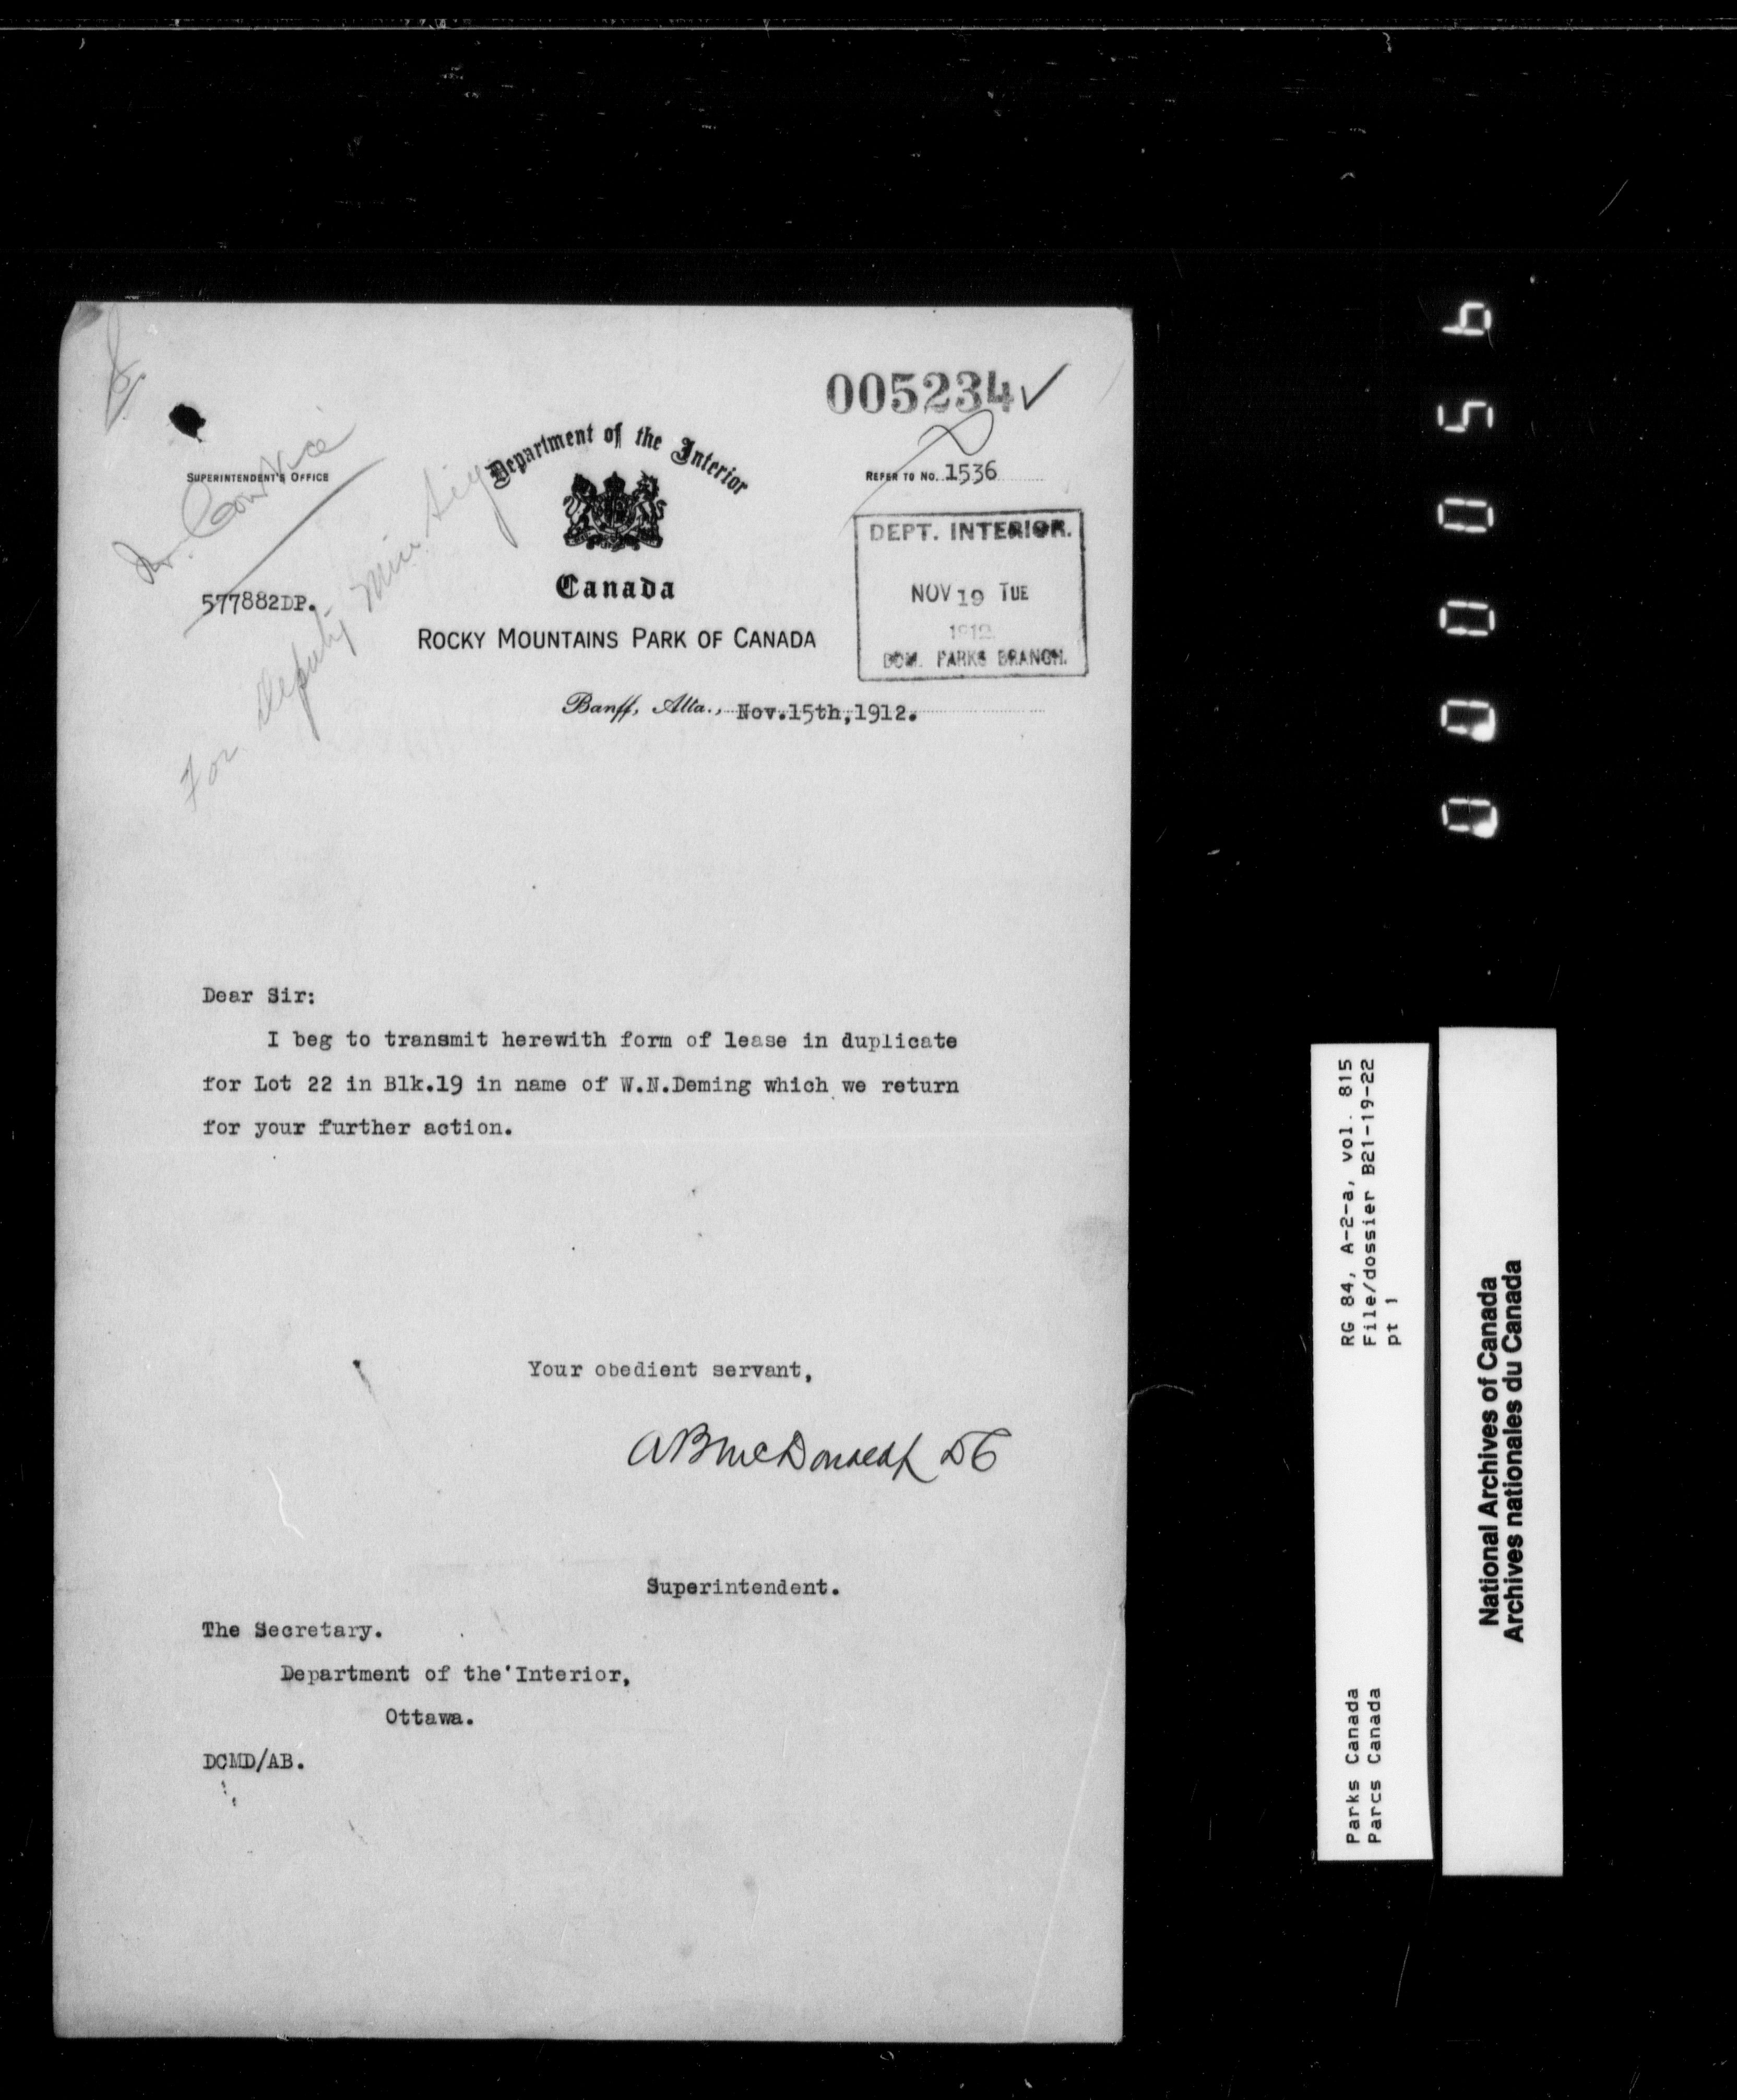 005234 ✓
Department of the Interior
SUPERINTENDENT'S OFFICE
REFER TO NO. 1536
DEPT. INTERIOR.
NOV 19 TUE
1912
DOM. PARKS BRANCH.
577882DP.
For Deputy Min.
Canada
ROCKY MOUNTAINS PARK OF CANADA
Banff, Alta., Nov.15th,1912.
Dear Sir:
I beg to transmit herewith form of lease in duplicate
for Lot 22 in Blk.19 in name of W.N.Deming which we return
for your further action.
Your obedient servant,
ABMcDonald
Superintendent.
The Secretary.
Department of the Interior,
Ottawa.
DCMD/AB.
RG 84, A-2-a, vol. 815
File/dossier B21-19-22
pt 1
Parks Canada
Parcs Canada
National Archives of Canada
Archives nationales du Canada